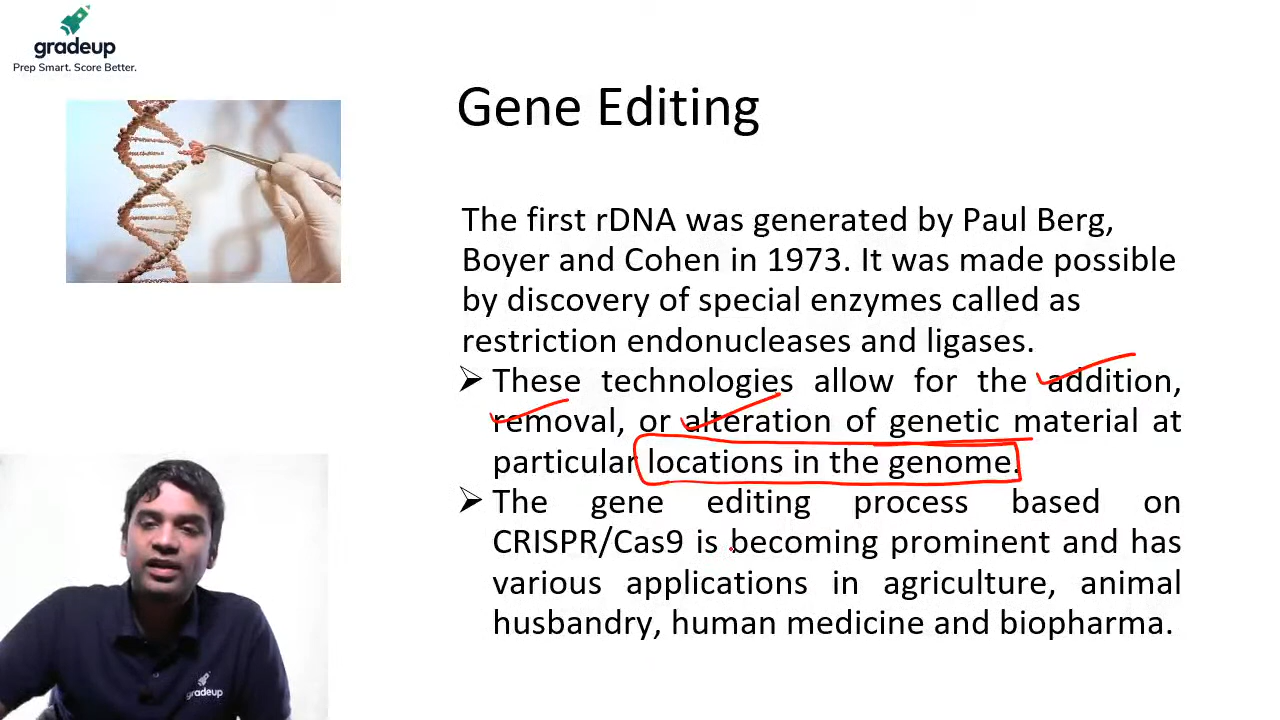 gradeup
Prep Smart. Score Better.
Gene Editing
The first rDNA was generated by Paul Berg,
Boyer and Cohen in 1973. It was made possible
by discovery of special enzymes called as
restriction endonucleases and ligases.
➢ These technologies allow for the addition,
removal, or alteration of genetic material at
particular locations in the genome.
➢ The gene editing process based on
CRISPR/Cas9 is becoming prominent and has
various applications in agriculture, animal
husbandry, human medicine and biopharma.
gradeup